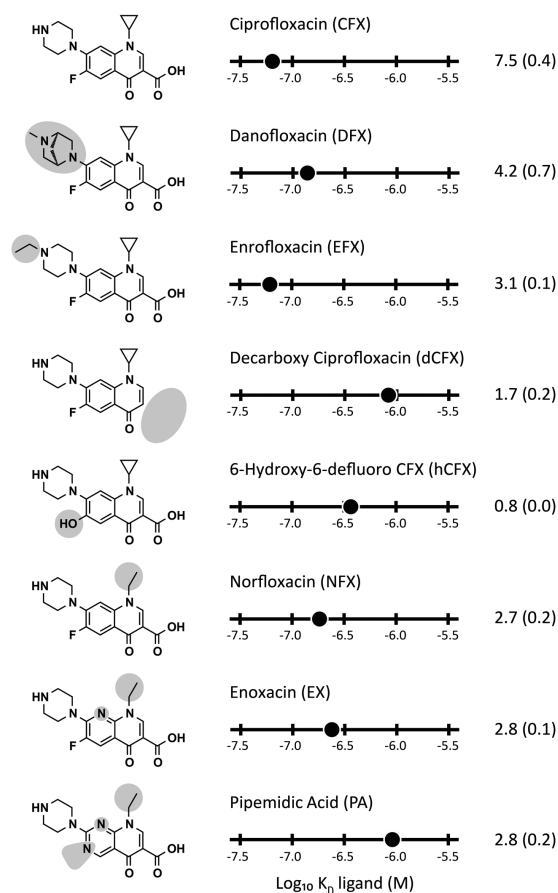 Ciprofloxacin (CFX)
HN
N
N
F
O
O
OH
-7.5 -7.0 -6.5 -6.0 -5.5
7.5 (0.4)
Danofloxacin (DFX)
N
N
N
F
O
O
OH
-7.5 -7.0 -6.5 -6.0 -5.5
4.2 (0.7)
Enrofloxacin (EFX)
N
N
N
F
O
O
OH
-7.5 -7.0 -6.5 -6.0 -5.5
3.1 (0.1)
Decarboxy Ciprofloxacin (dCFX)
HN
N
N
F
O
-7.5 -7.0 -6.5 -6.0 -5.5
1.7 (0.2)
6-Hydroxy-6-defluoro CFX (hCFX)
HN
N
N
HO
O
O
OH
-7.5 -7.0 -6.5 -6.0 -5.5
0.8 (0.0)
Norfloxacin (NFX)
HN
N
N
F
O
O
OH
-7.5 -7.0 -6.5 -6.0 -5.5
2.7 (0.2)
Enoxacin (EX)
HN
N
N
N
F
O
O
OH
-7.5 -7.0 -6.5 -6.0 -5.5
2.8 (0.1)
Pipemidic Acid (PA)
HN
N
N
N
N
O
O
OH
-7.5 -7.0 -6.5 -6.0 -5.5
2.8 (0.2)
Log₁₀ K_D ligand (M)